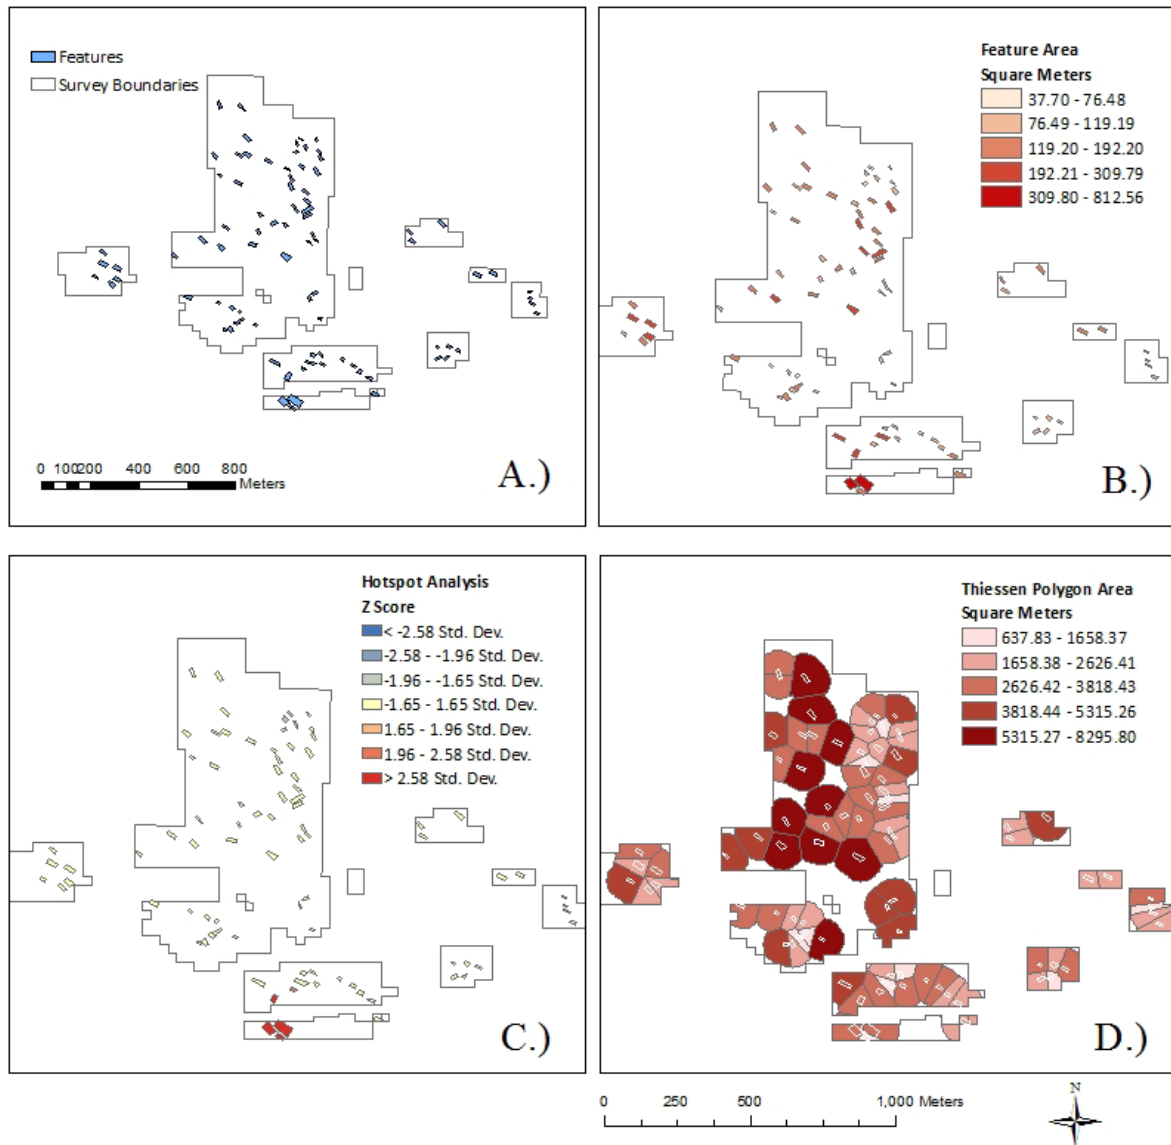 Features
Survey Boundaries
0 100200 400 600 800
Meters
A.)
Feature Area
Square Meters
37.70 - 76.48
76.49 - 119.19
119.20 - 192.20
192.21 - 309.79
309.80 - 812.56
B.)
Hotspot Analysis
Z Score
< -2.58 Std. Dev.
-2.58 - -1.96 Std. Dev.
-1.96 - -1.65 Std. Dev.
-1.65 - 1.65 Std. Dev.
1.65 - 1.96 Std. Dev.
1.96 - 2.58 Std. Dev.
> 2.58 Std. Dev.
C.)
Thiessen Polygon Area
Square Meters
637.83 - 1658.37
1658.38 - 2626.41
2626.42 - 3818.43
3818.44 - 5315.26
5315.27 - 8295.80
D.)
0 250 500 1,000 Meters
N